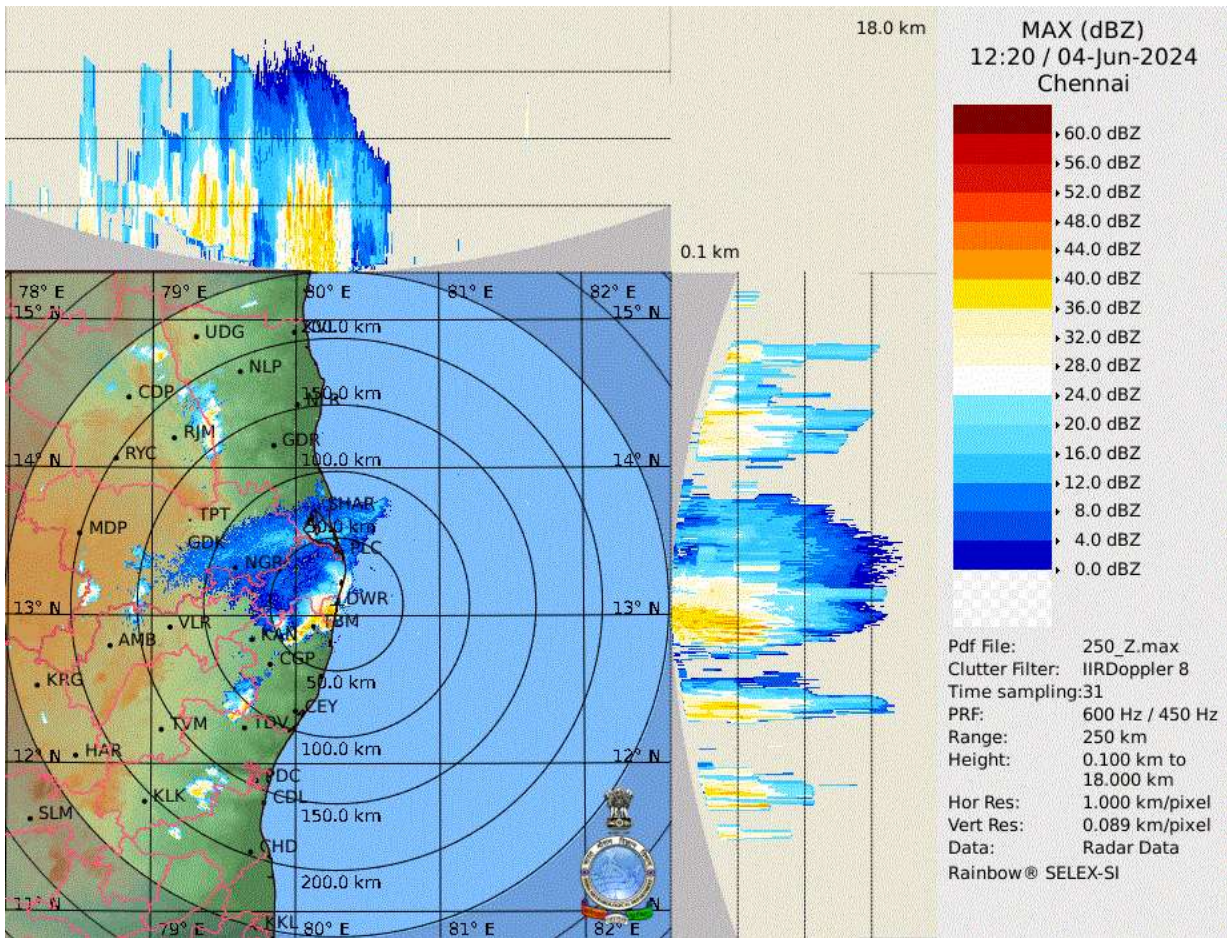 18.0 km
0.1 km
MAX (dBZ)
12:20 / 04-Jun-2024
Chennai
60.0 dBZ
56.0 dBZ
52.0 dBZ
48.0 dBZ
44.0 dBZ
40.0 dBZ
36.0 dBZ
32.0 dBZ
28.0 dBZ
24.0 dBZ
20.0 dBZ
16.0 dBZ
12.0 dBZ
8.0 dBZ
4.0 dBZ
0.0 dBZ
Pdf File: 250_Z.max
Clutter Filter: IIRDoppler 8
Time sampling:31
PRF: 600 Hz / 450 Hz
Range: 250 km
Height: 0.100 km to
18.000 km
Hor Res: 1.000 km/pixel
Vert Res: 0.089 km/pixel
Data: Radar Data
Rainbow® SELEX-SI
78° E 79° E 80° E 81° E 82° E
15° N 15° N
UDG 200.0 km
NLP
CDP 150.0 km
RJM GDR
RYC
14° N 100.0 km 14° N
SHAR
TPT
MDP 50.0 km
GDK PLC
NGR
DWR
13° N 13° N
VLR TBM
AMB KAN
CGP
KRG 50.0 km
CEY
TVM TDV
HAR 100.0 km
12° N 12° N
PDC
KLK CDL
SLM 150.0 km
CHD
200.0 km
11° N 11° N
KKL
79° E 80° E 81° E 82° E